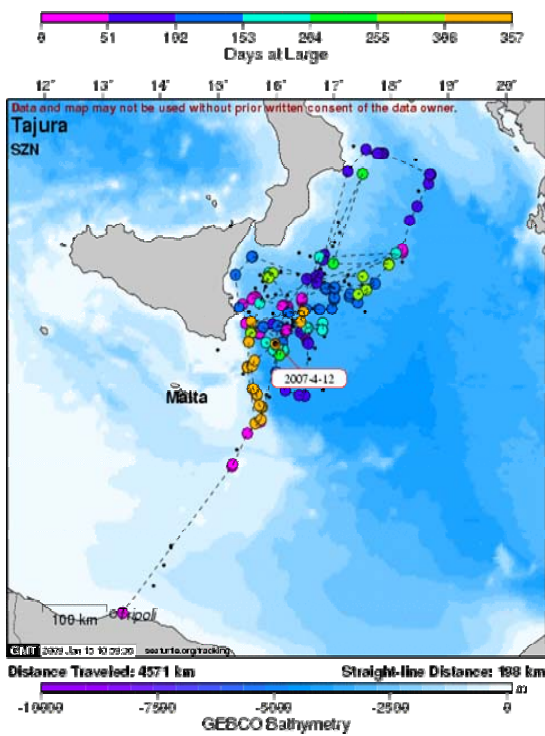 0 51 102 153 204 255 306 357
Days at Large
12° 13° 14° 15° 16° 17° 18° 19° 20°
Data and map may not be used without prior written consent of the data owner.
Tajura
SZN
2007-4-12
Malta
100 km
Tripoli
GMT seaturtle.org/tracking
Distance Traveled: 4571 km Straight-line Distance: 198 km
-10000 -7500 -5000 -2500 0
GEBCO Bathymetry